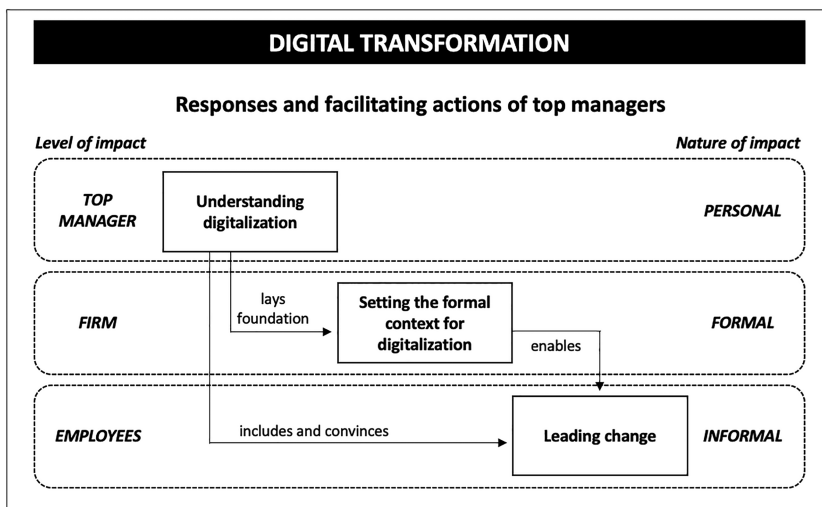 DIGITAL TRANSFORMATION
Responses and facilitating actions of top managers
Level of impact
Nature of impact
TOP
MANAGER
Understanding
digitalization
PERSONAL
FIRM
lays
foundation
Setting the formal
context for
digitalization
enables
FORMAL
EMPLOYEES
includes and convinces
Leading change
INFORMAL